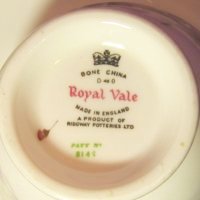 BONE CHINA
Royal Vale
MADE IN ENGLAND
A PRODUCT OF
RIDGWAY POTTERIES LTD
PATT NO